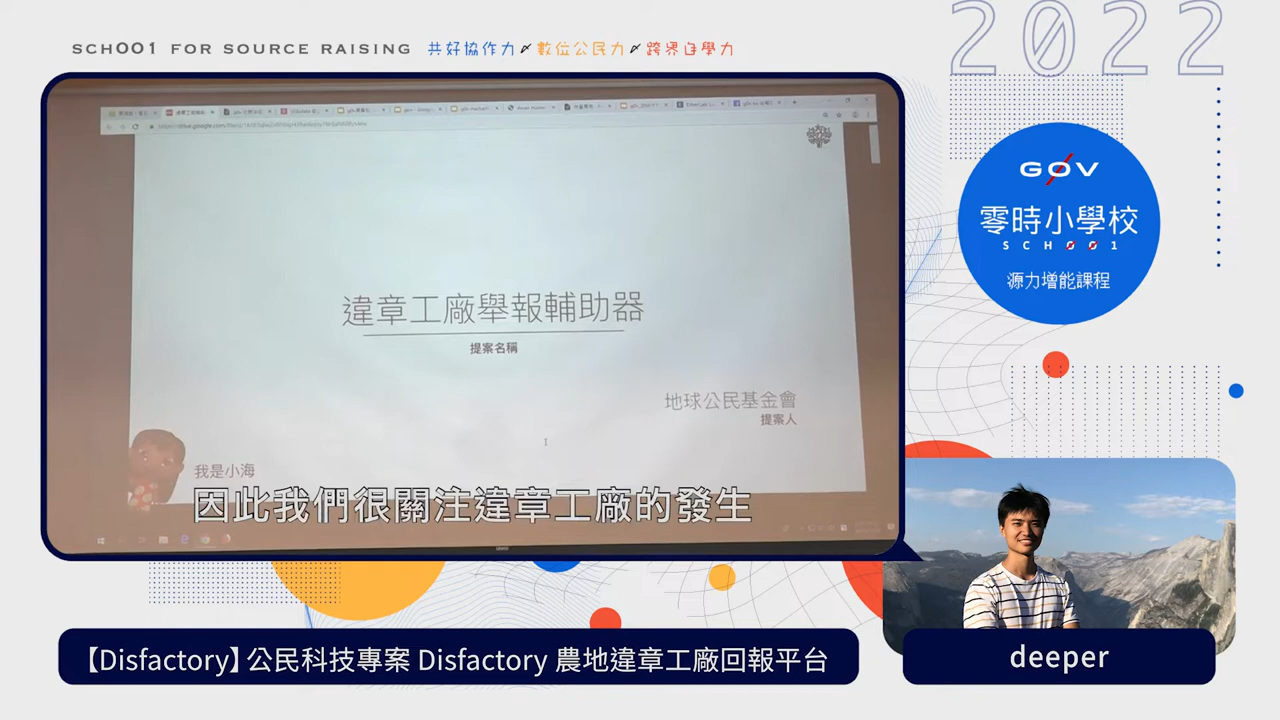 2022
SCHOO1 FOR SOURCE RAISING 共好協作力 數位公民力 跨界自學力
G0V
零時小學校
SCHOO1
源力增能課程
違章工廠舉報輔助器
提案名稱
地球公民基金會
提案人
我是小海
因此我們很關注違章工廠的發生
【Disfactory】公民科技專案 Disfactory 農地違章工廠回報平台
deeper